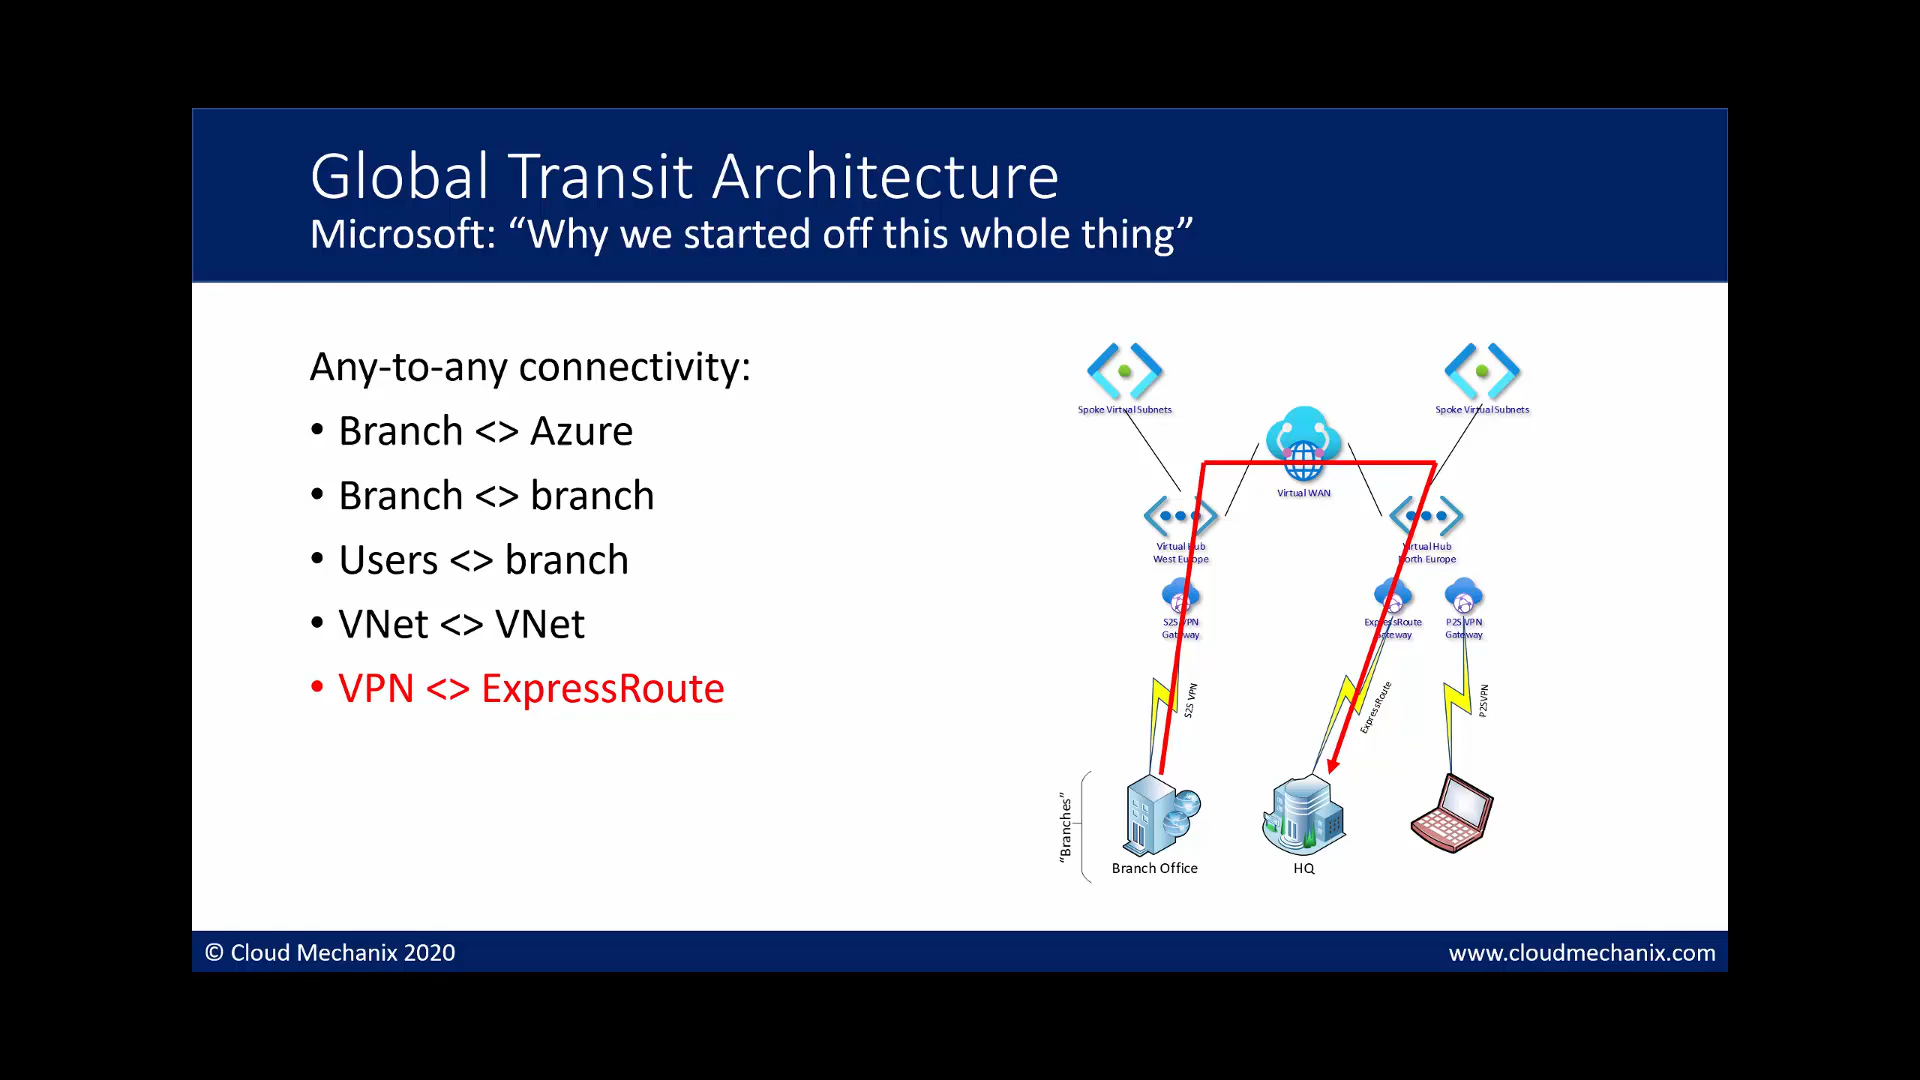 Global Transit Architecture
Microsoft: “Why we started off this whole thing”
Any-to-any connectivity:
• Branch <> Azure
• Branch <> branch
• Users <> branch
• VNet <> VNet
• VPN <> ExpressRoute
Spoke Virtual Subnets
Spoke Virtual Subnets
Virtual WAN
Virtual Hub
West Europe
Virtual Hub
North Europe
S2S VPN
Gateway
ExpressRoute
Gateway
P2S VPN
Gateway
S2S VPN
ExpressRoute
P2SVPN
“Branches”
Branch Office
HQ
© Cloud Mechanix 2020
www.cloudmechanix.com